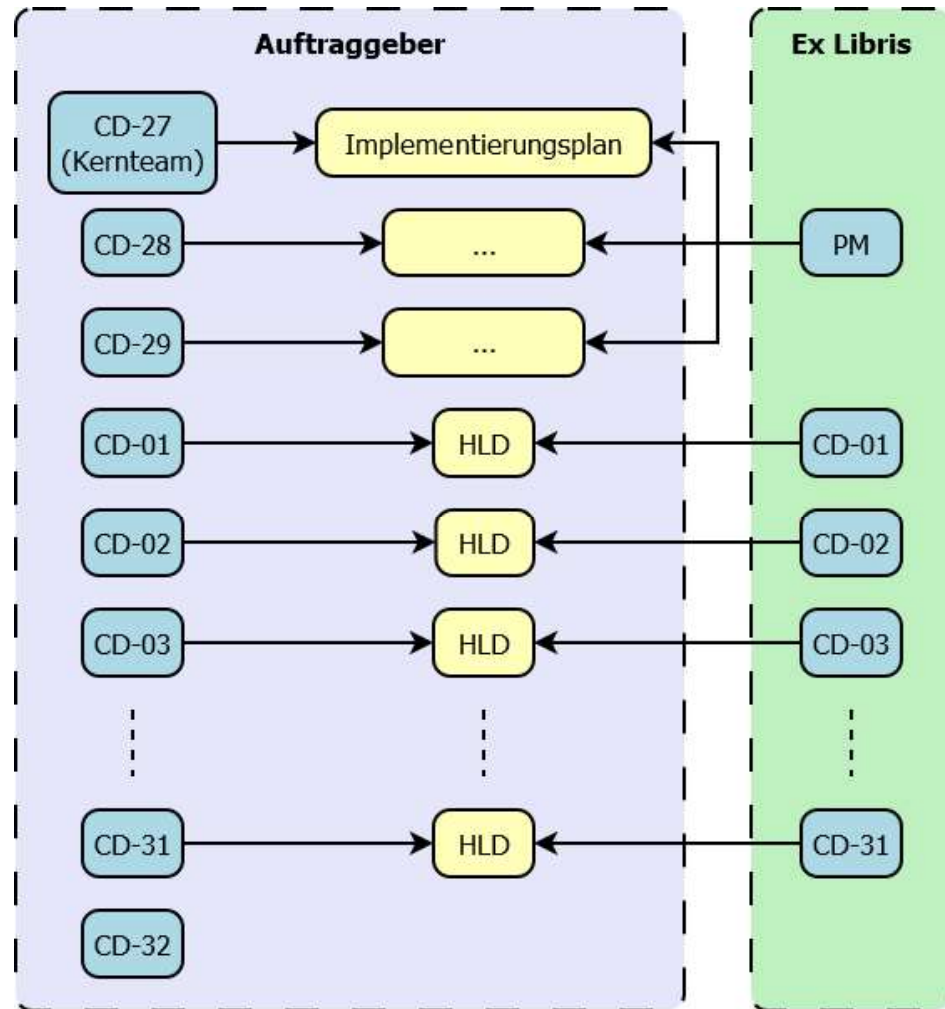 Auftraggeber
Ex Libris
CD-27
(Kernteam)
Implementierungsplan
CD-28
...
PM
CD-29
...
CD-01
HLD
CD-01
CD-02
HLD
CD-02
CD-03
HLD
CD-03
CD-31
HLD
CD-31
CD-32